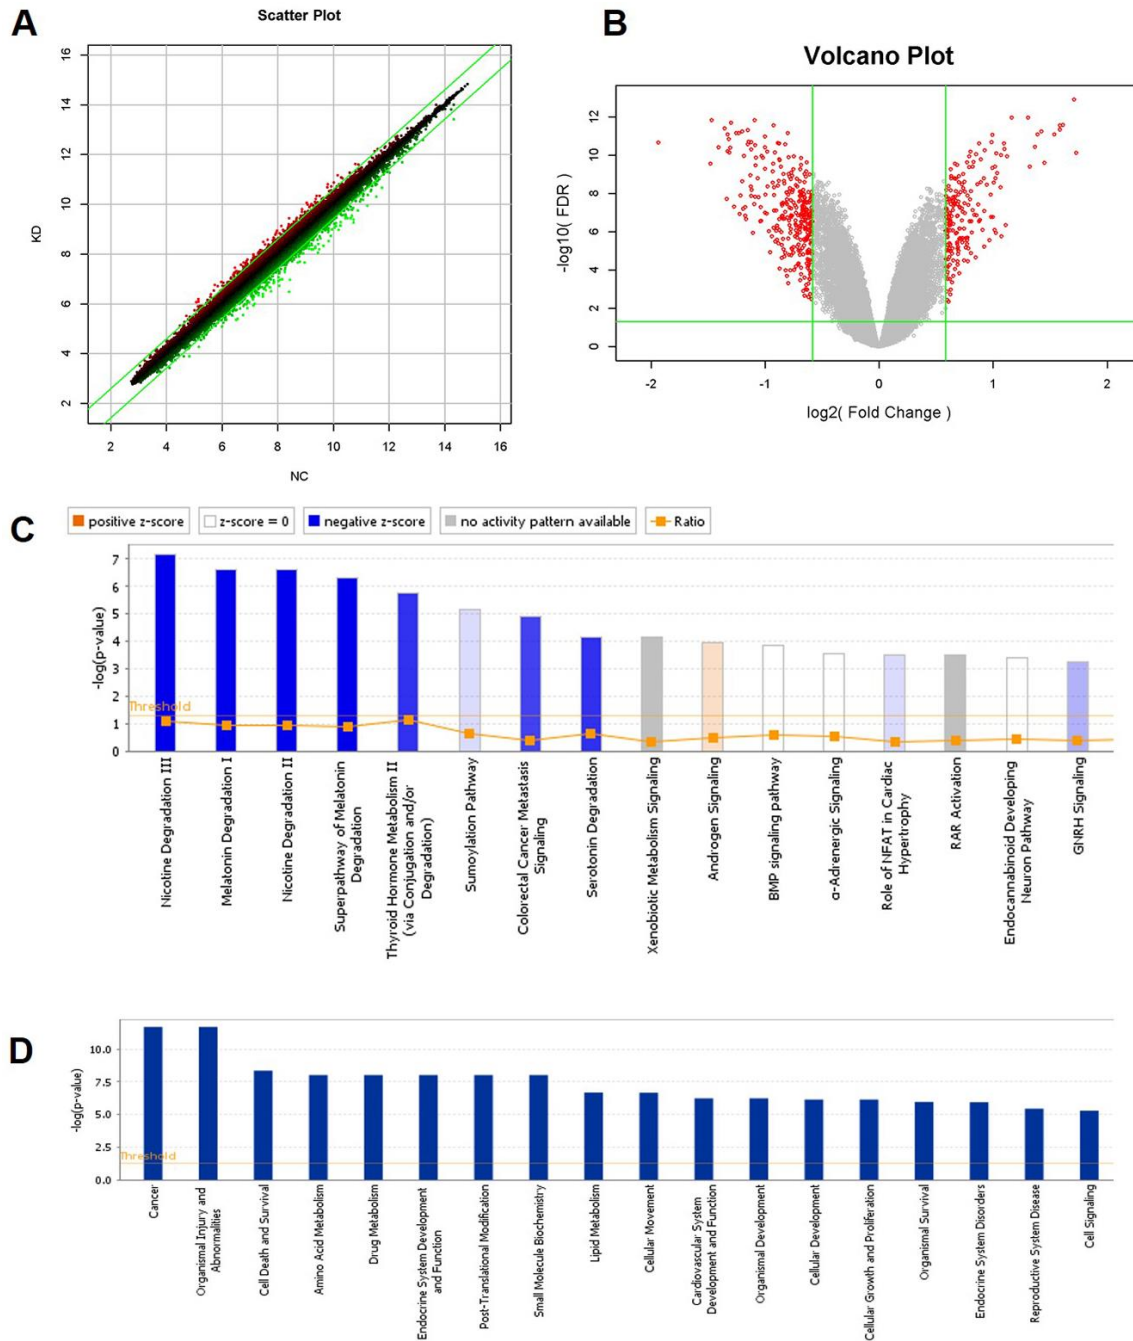 A
Scatter Plot
16
14
12
10
8
6
4
2
KD
2 4 6 8 10 12 14 16
NC
B
Volcano Plot
12
10
8
6
4
2
0
-log10( FDR )
-2 -1 0 1 2
log2( Fold Change )
C
positive z-score z-score = 0 negative z-score no activity pattern available Ratio
7
6
5
4
3
2
1
0
-log(p-value)
Threshold
Nicotine Degradation III
Melatonin Degradation I
Nicotine Degradation II
Superpathway of Melatonin
Degradation
Thyroid Hormone Metabolism II
(via Conjugation and/or
Degradation)
Sumoylation Pathway
Colorectal Cancer Metastasis
Signaling
Serotonin Degradation
Xenobiotic Metabolism Signaling
Androgen Signaling
BMP signaling pathway
α-Adrenergic Signaling
Role of NFAT in Cardiac
Hypertrophy
RAR Activation
Endocannabinoid Developing
Neuron Pathway
GNRH Signaling
D
10.0
7.5
5.0
2.5
0.0
-log(p-value)
Threshold
Cancer
Organismal Injury and
Abnormalities
Cell Death and Survival
Amino Acid Metabolism
Drug Metabolism
Endocrine System Development
and Function
Post-Translational Modification
Small Molecule Biochemistry
Lipid Metabolism
Cellular Movement
Cardiovascular System
Development and Function
Organismal Development
Cellular Development
Cellular Growth and Proliferation
Organismal Survival
Endocrine System Disorders
Reproductive System Disease
Cell Signaling